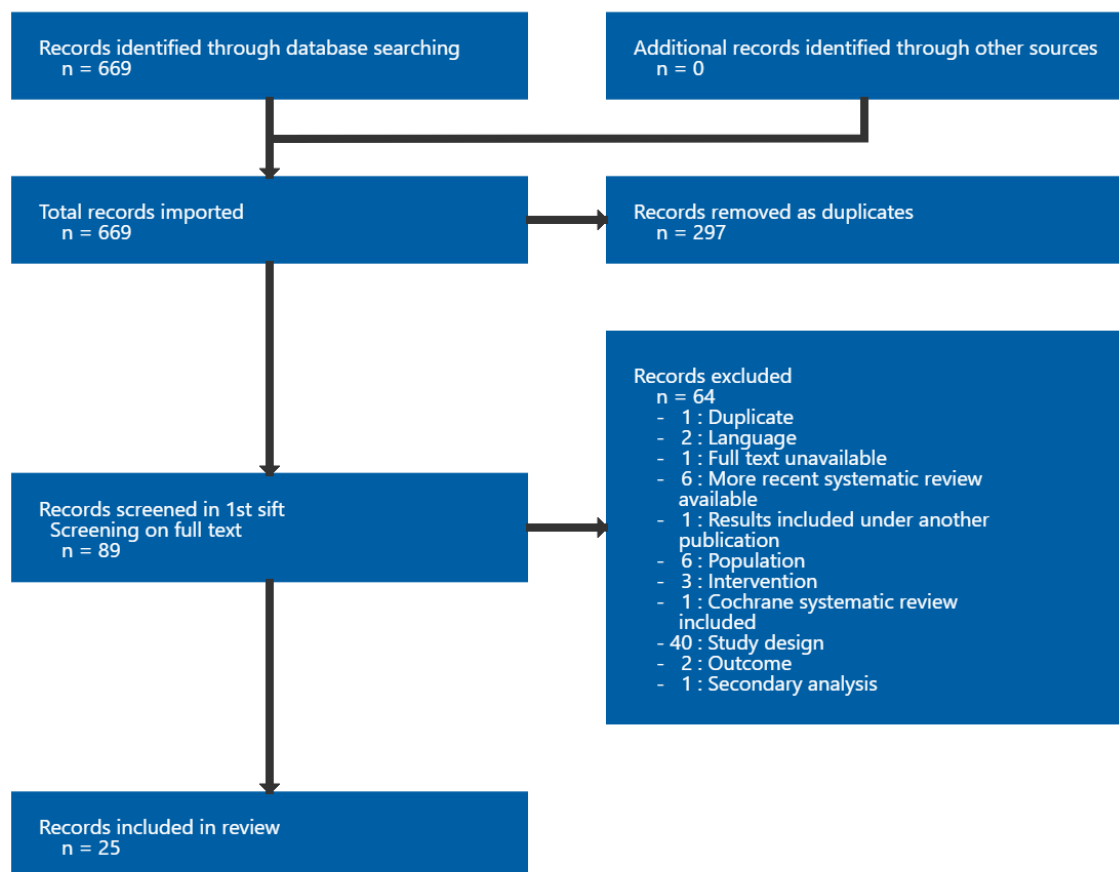 Records identified through database searching
n = 669
Additional records identified through other sources
n = 0
Total records imported
n = 669
Records removed as duplicates
n = 297
Records screened in 1st sift
Screening on full text
n = 89
Records excluded
n = 64
- 1 : Duplicate
- 2 : Language
- 1 : Full text unavailable
- 6 : More recent systematic review
available
- 1 : Results included under another
publication
- 6 : Population
- 3 : Intervention
- 1 : Cochrane systematic review
included
- 40 : Study design
- 2 : Outcome
- 1 : Secondary analysis
Records included in review
n = 25